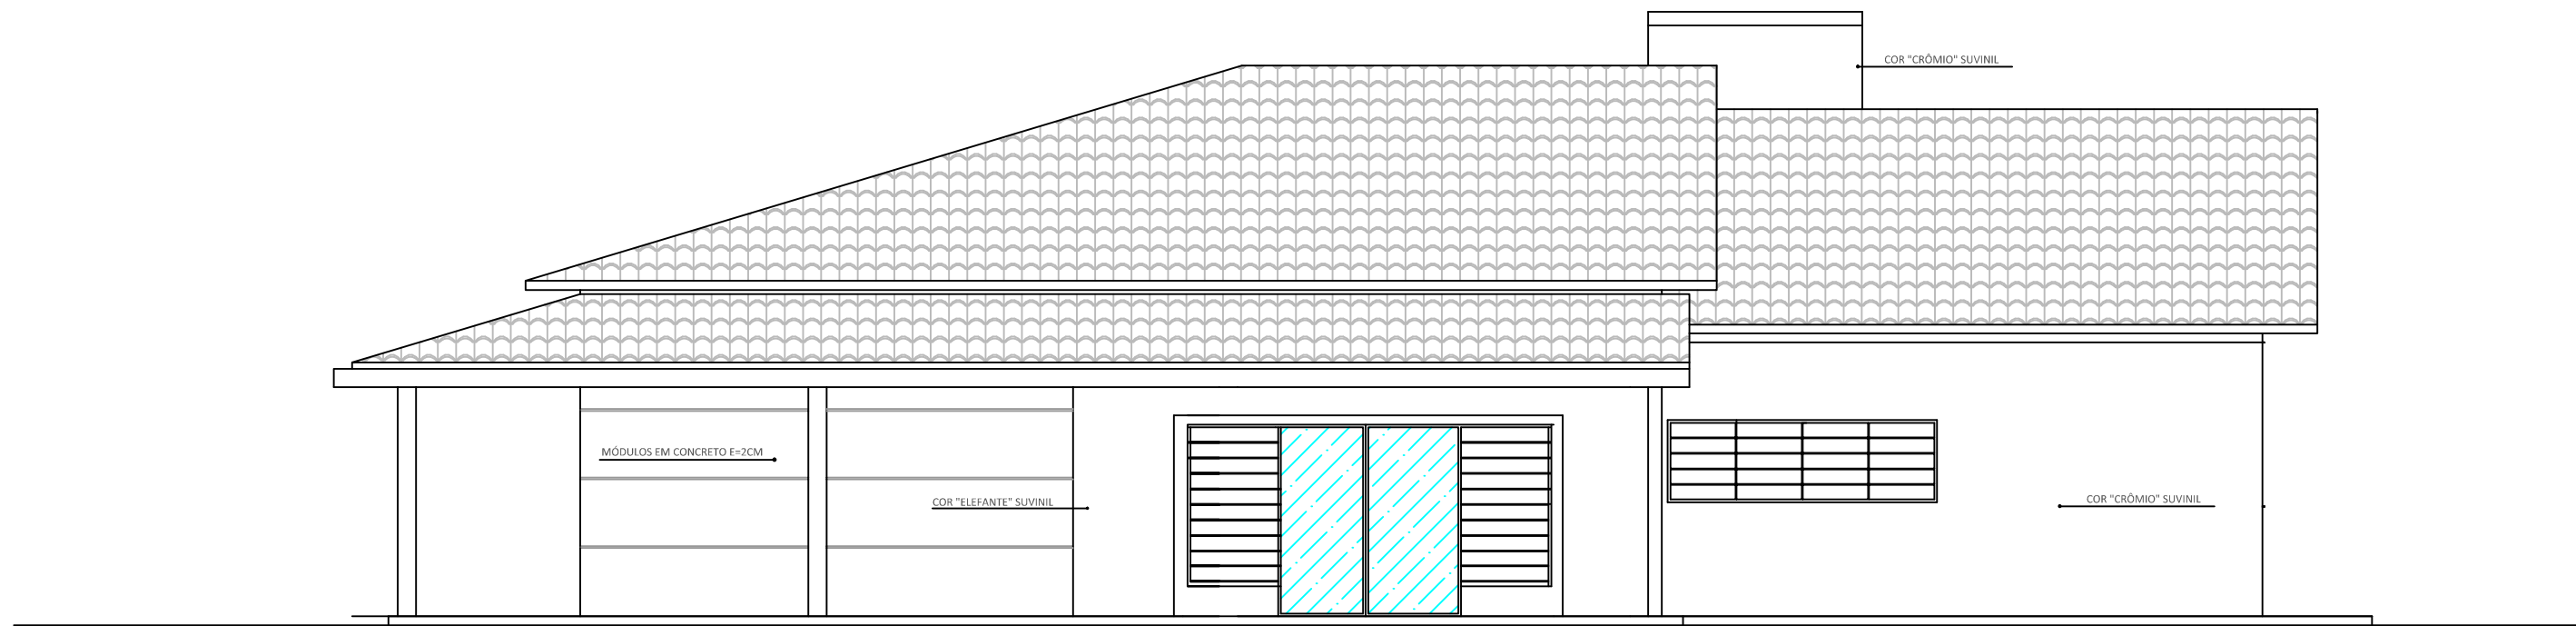 COR "CRÔMIO" SUVINIL
MÓDULOS EM CONCRETO E=2CM
COR "ELEFANTE" SUVINIL
COR "CRÔMIO" SUVINIL